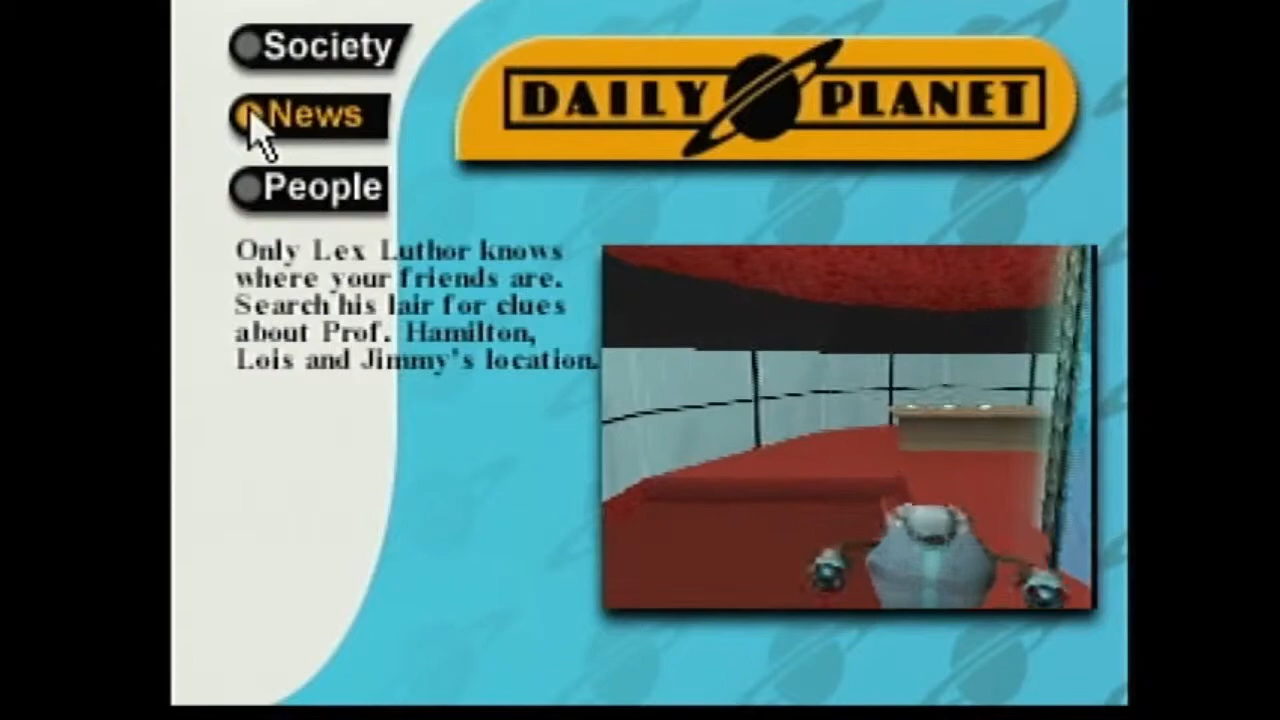 Society
News
People
DAILY PLANET
Only Lex Luthor knows
where your friends are.
Search his lair for clues
about Prof. Hamilton,
Lois and Jimmy's location.